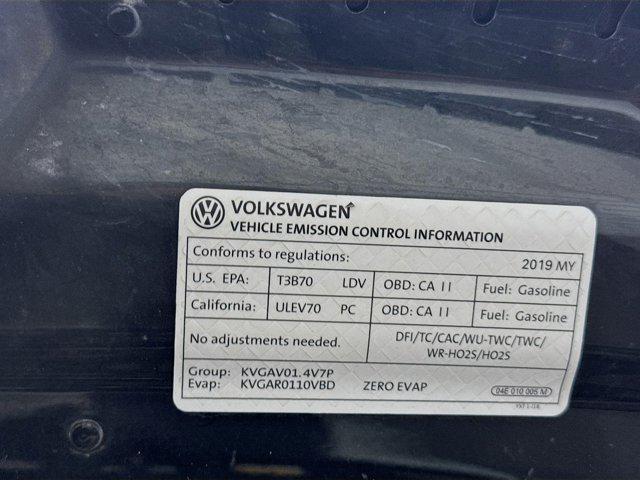 VOLKSWAGEN
VEHICLE EMISSION CONTROL INFORMATION
Conforms to regulations: 2019 MY
U.S. EPA: T3B70 LDV OBD: CA II Fuel: Gasoline
California: ULEV70 PC OBD: CA II Fuel: Gasoline
No adjustments needed. DFI/TC/CAC/WU-TWC/TWC/
WR-HO2S/HO2S
Group: KVGAV01.4V7P
Evap: KVGAR0110VBD ZERO EVAP 04E 010 005 M